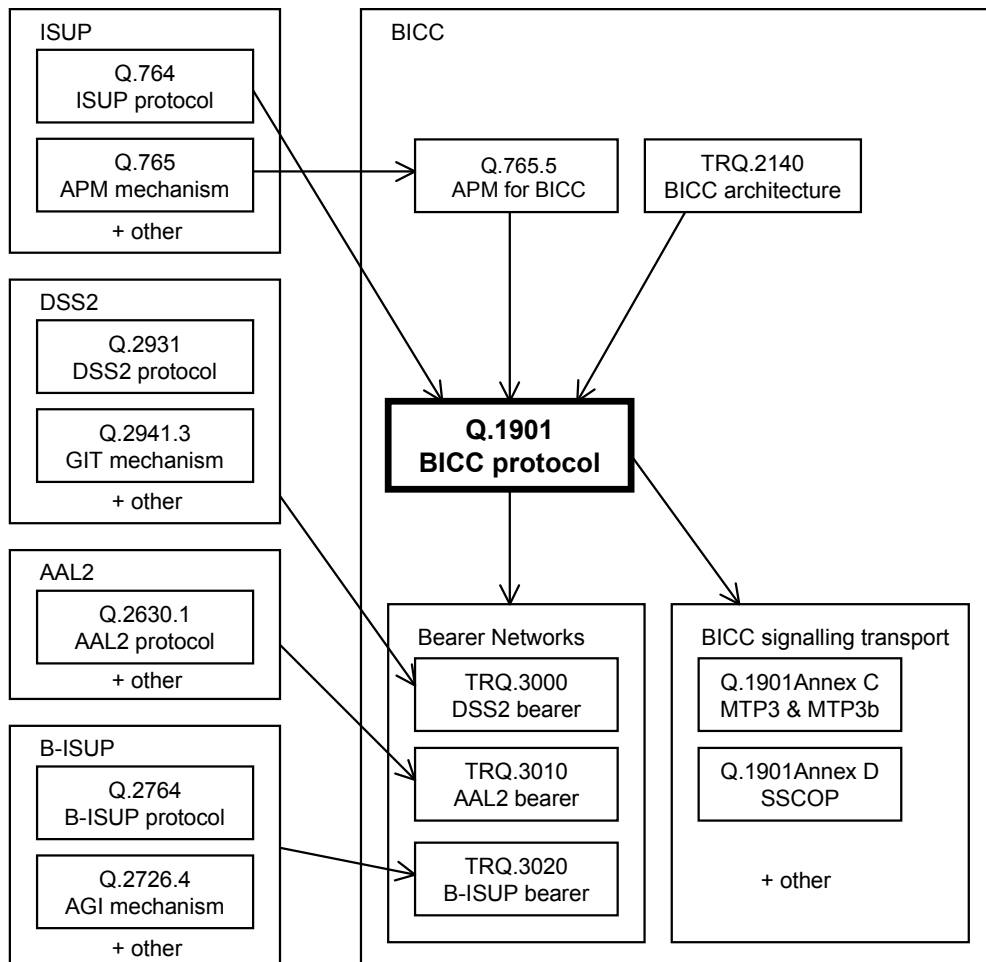 ISUP
Q.764
ISUP protocol
Q.765
APM mechanism
+ other
DSS2
Q.2931
DSS2 protocol
Q.2941.3
GIT mechanism
+ other
AAL2
Q.2630.1
AAL2 protocol
+ other
B-ISUP
Q.2764
B-ISUP protocol
Q.2726.4
AGI mechanism
+ other
BICC
Q.765.5
APM for BICC
TRQ.2140
BICC architecture
Q.1901
BICC protocol
Bearer Networks
TRQ.3000
DSS2 bearer
TRQ.3010
AAL2 bearer
TRQ.3020
B-ISUP bearer
BICC signalling transport
Q.1901Annex C
MTP3 & MTP3b
Q.1901Annex D
SSCOP
+ other